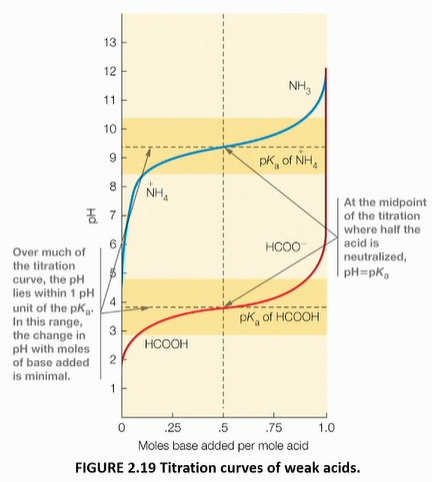 13
12
11
10
9
8
7
6
5
4
3
2
1
pH
NH3
pKa of NH4+
NH4+
At the midpoint
of the titration
where half the
acid is
neutralized,
pH=pKa
HCOO−
Over much of
the titration
curve, the pH
lies within 1 pH
unit of the pKa.
In this range,
the change in
pH with moles
of base added
is minimal.
pKa of HCOOH
HCOOH
0 .25 .5 .75 1.0
Moles base added per mole acid
FIGURE 2.19 Titration curves of weak acids.